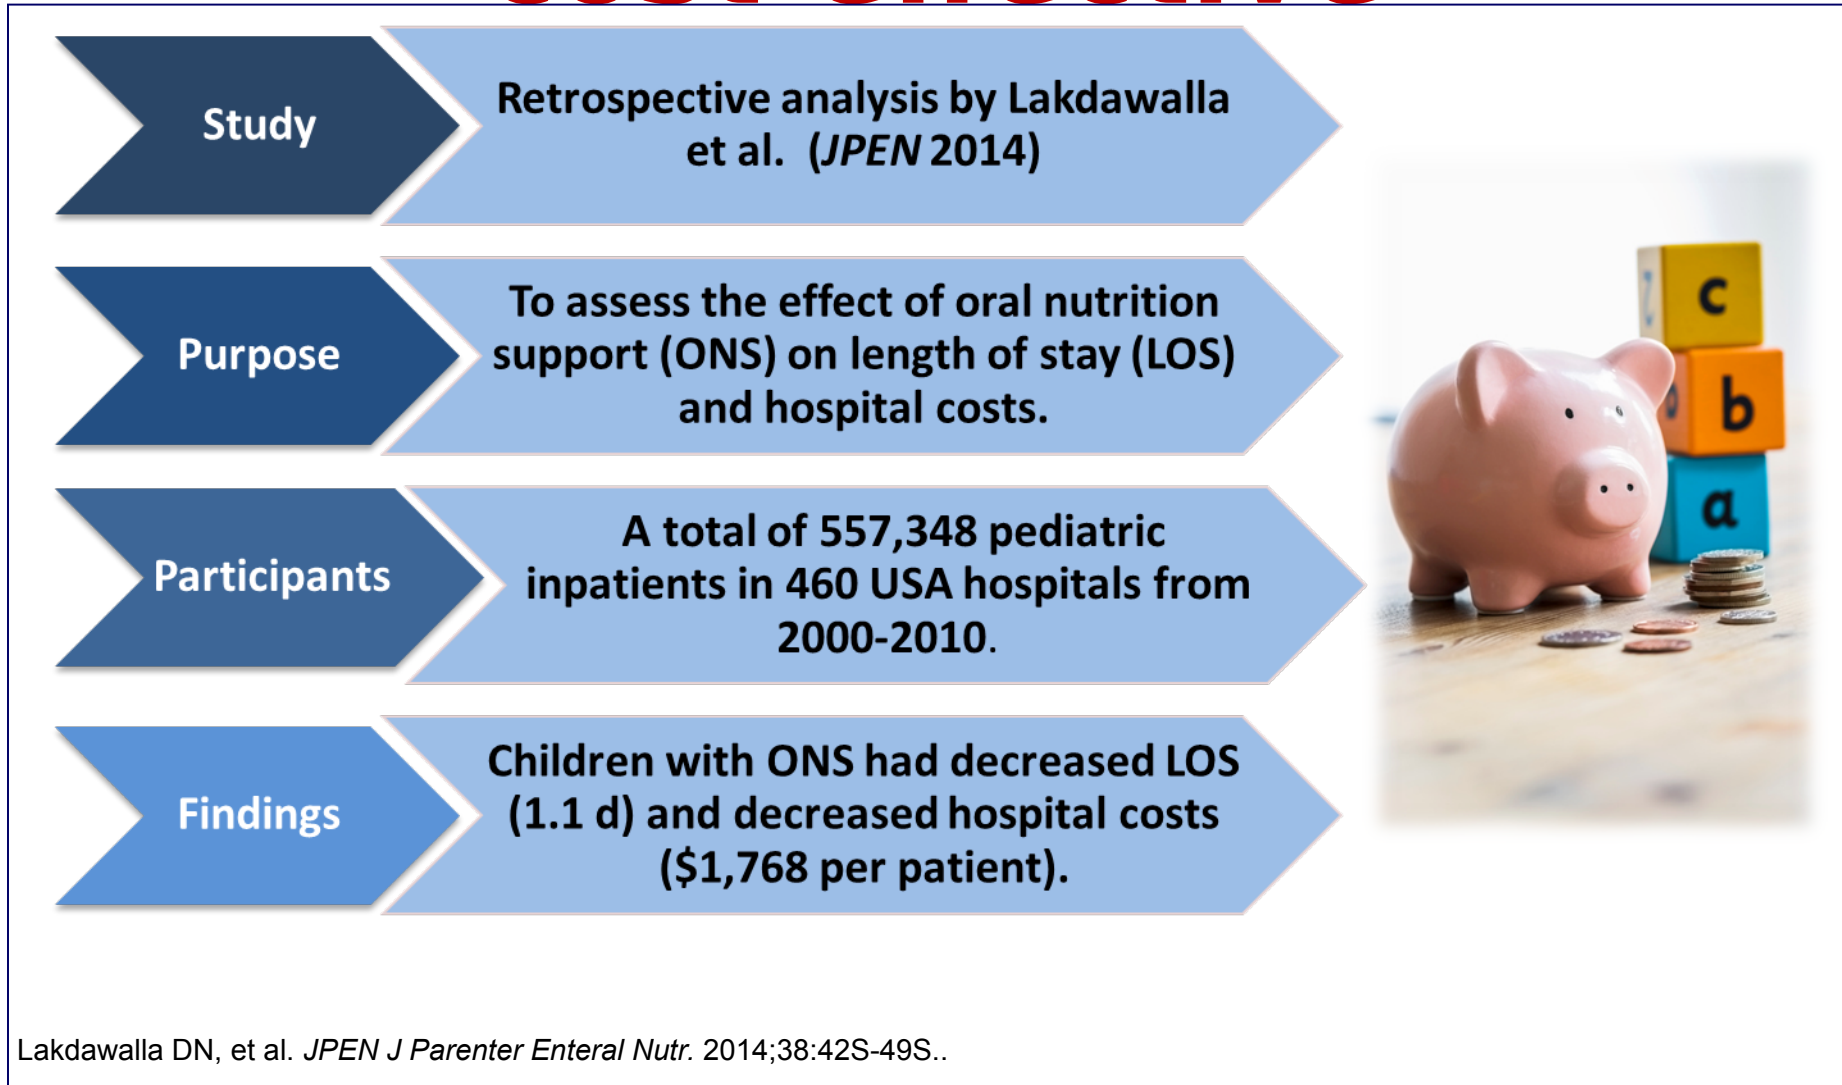 Study
Retrospective analysis by Lakdawalla
et al. (JPEN 2014)
Purpose
To assess the effect of oral nutrition
support (ONS) on length of stay (LOS)
and hospital costs.
Participants
A total of 557,348 pediatric
inpatients in 460 USA hospitals from
2000-2010.
Findings
Children with ONS had decreased LOS
(1.1 d) and decreased hospital costs
($1,768 per patient).
c
b
a
Lakdawalla DN, et al. JPEN J Parenter Enteral Nutr. 2014;38:42S-49S..